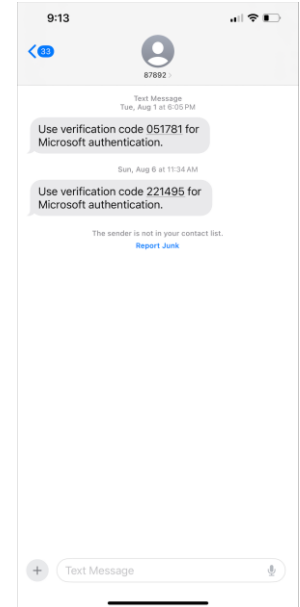 9:13
33
87892 >
Text Message
Tue, Aug 1 at 6:05 PM
Use verification code 051781 for
Microsoft authentication.
Sun, Aug 6 at 11:34 AM
Use verification code 221495 for
Microsoft authentication.
The sender is not in your contact list.
Report Junk
+
Text Message